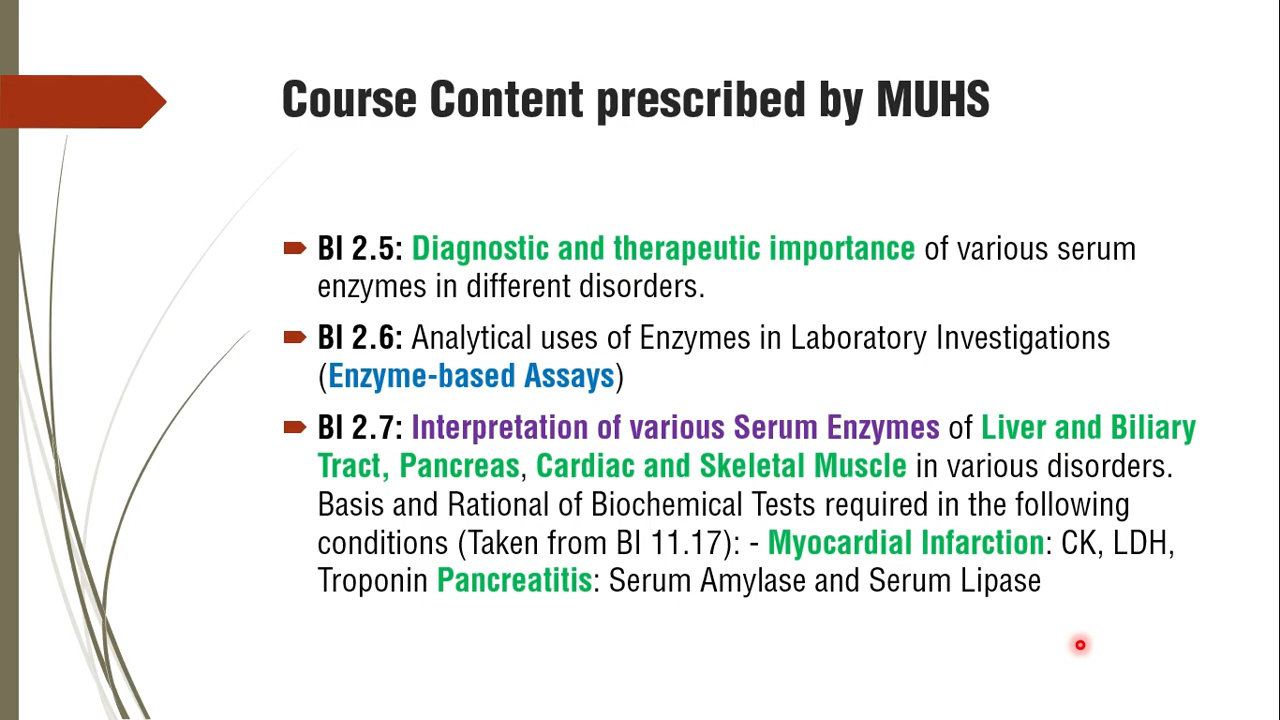 Course Content prescribed by MUHS
BI 2.5: Diagnostic and therapeutic importance of various serum
enzymes in different disorders.
BI 2.6: Analytical uses of Enzymes in Laboratory Investigations
(Enzyme-based Assays)
BI 2.7: Interpretation of various Serum Enzymes of Liver and Biliary
Tract, Pancreas, Cardiac and Skeletal Muscle in various disorders.
Basis and Rational of Biochemical Tests required in the following
conditions (Taken from BI 11.17): - Myocardial Infarction: CK, LDH,
Troponin Pancreatitis: Serum Amylase and Serum Lipase